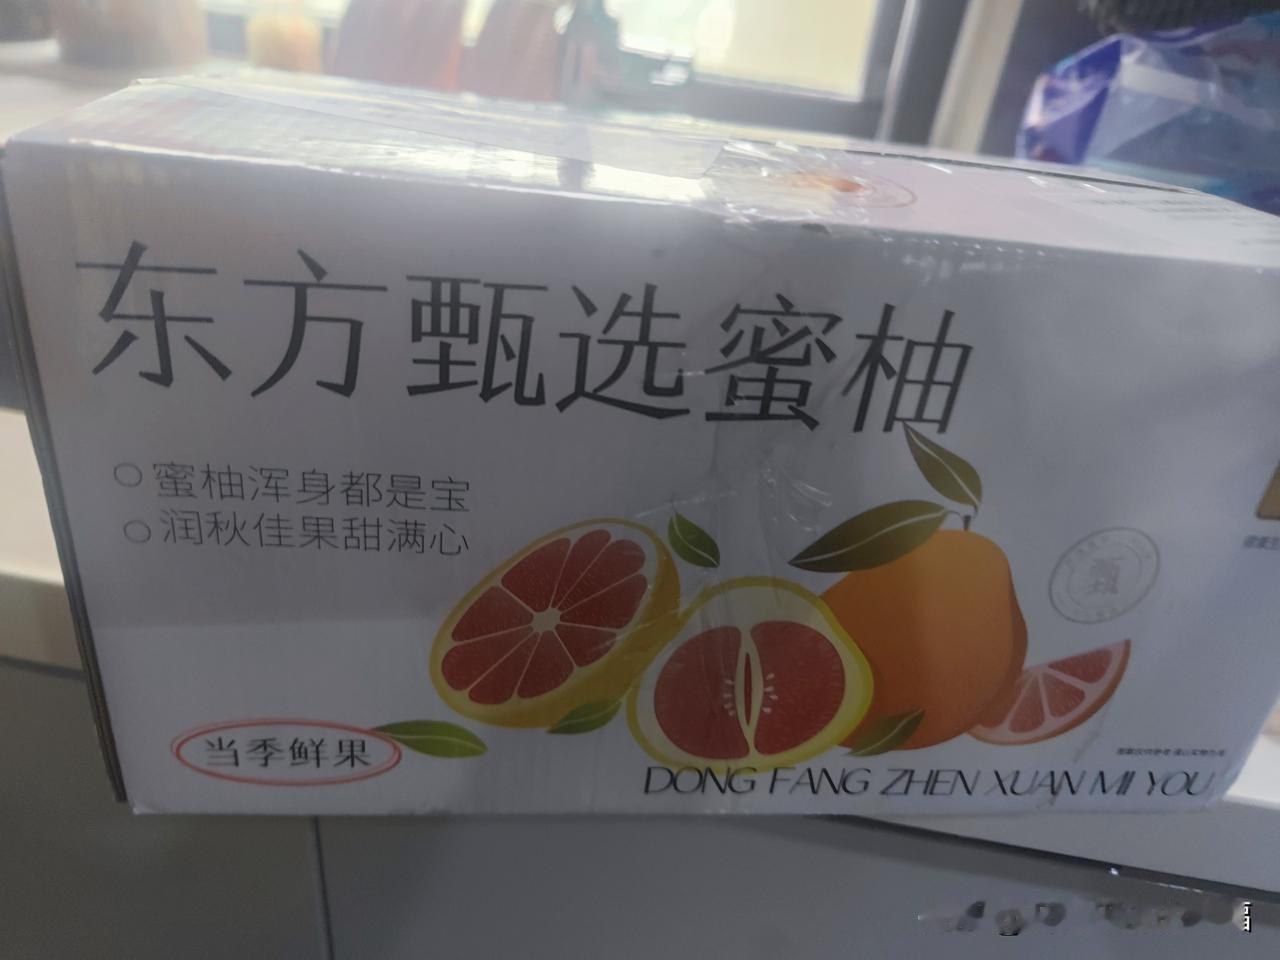 东方甄选蜜柚
○ 蜜柚浑身都是宝
○ 润秋佳果甜满心
甄
当季鲜果
DONG FANG ZHEN XUAN MI YOU